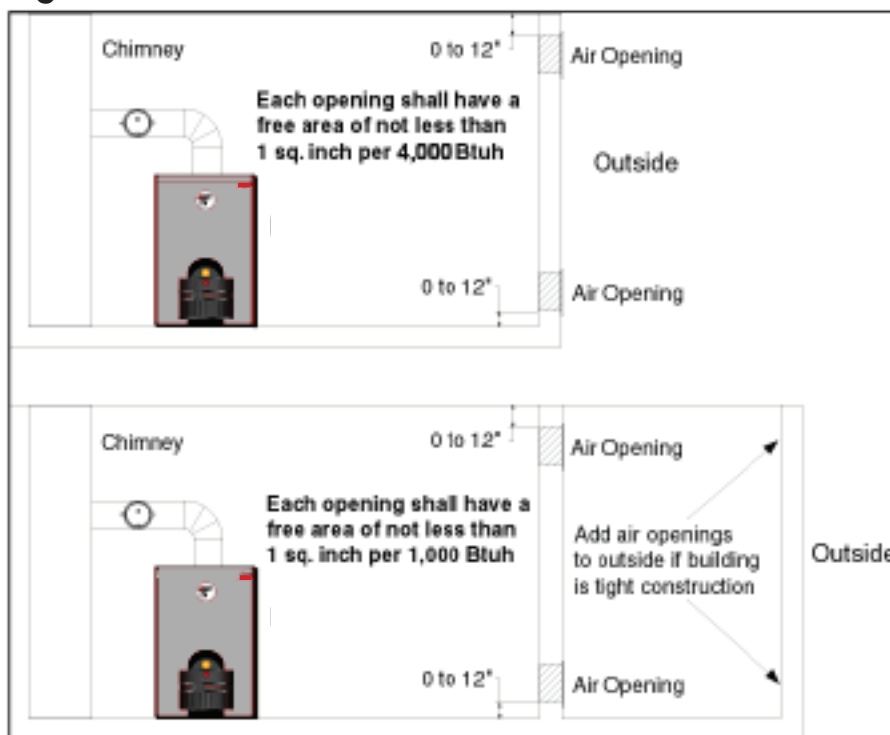 Chimney
0 to 12"
Air Opening
Each opening shall have a
free area of not less than
1 sq. inch per 4,000 Btuh
Outside
0 to 12"
Air Opening
Chimney
0 to 12"
Air Opening
Each opening shall have a
free area of not less than
1 sq. inch per 1,000 Btuh
Add air openings
to outside if building
is tight construction
Outside
0 to 12"
Air Opening